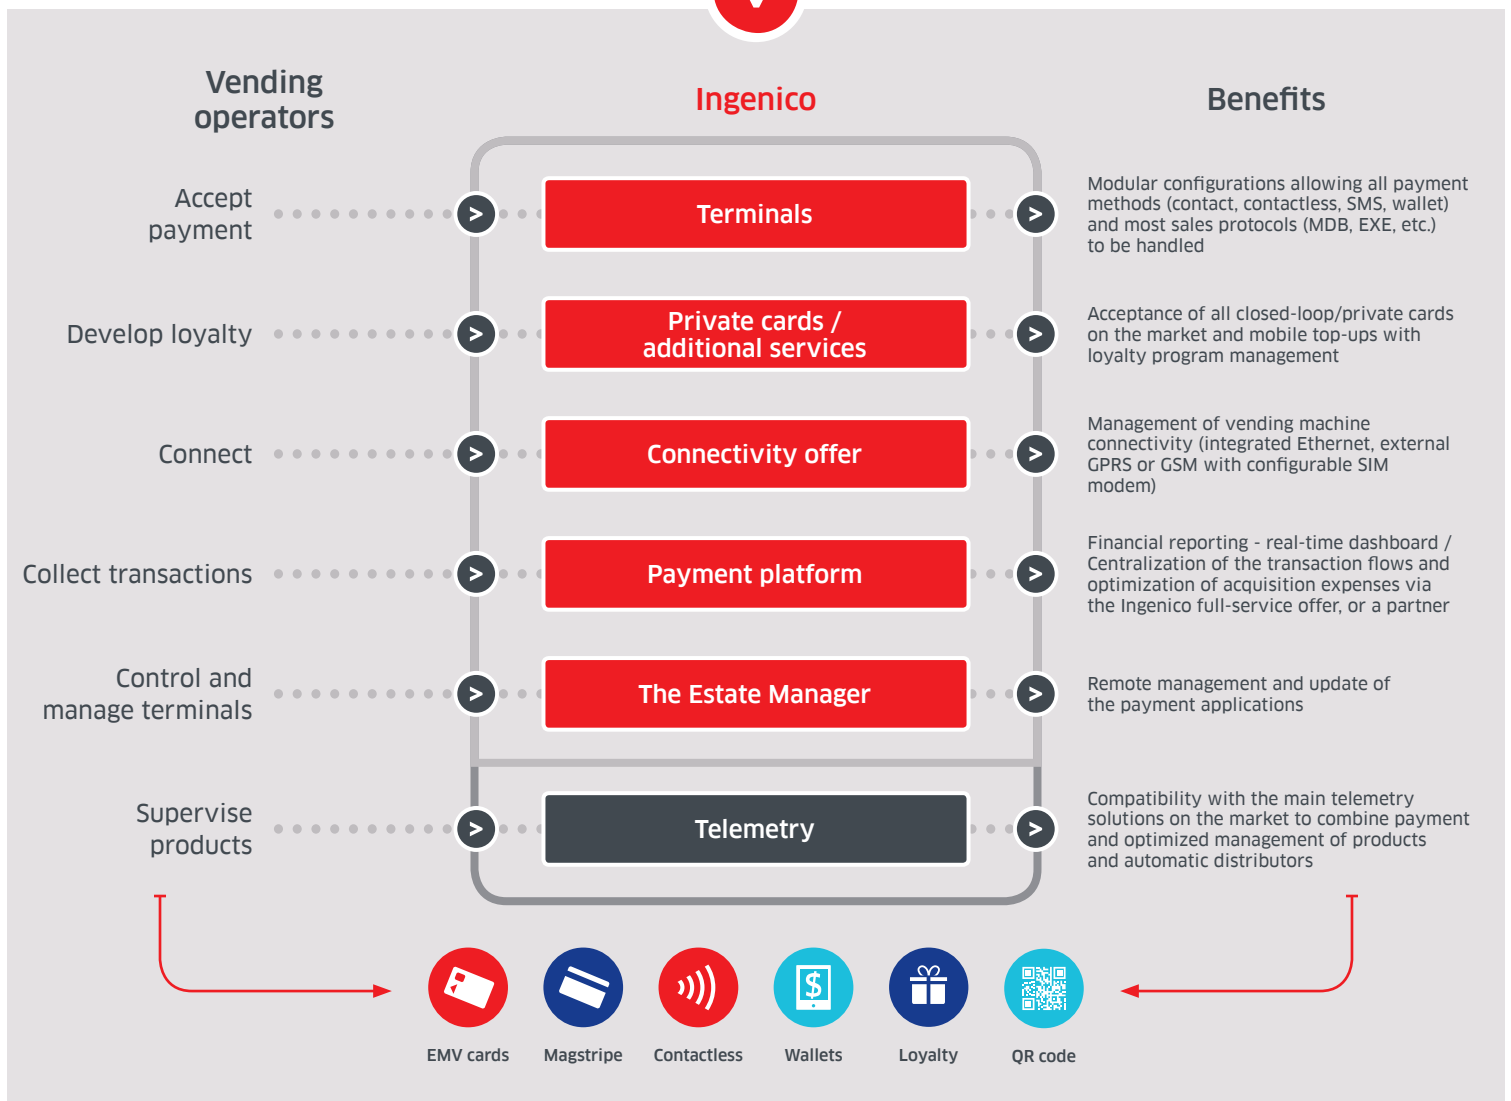 Vending
operators
Ingenico
Benefits
Accept
payment
Terminals
Modular configurations allowing all payment
methods (contact, contactless, SMS, wallet)
and most sales protocols (MDB, EXE, etc.)
to be handled
Develop loyalty
Private cards /
additional services
Acceptance of all closed-loop/private cards
on the market and mobile top-ups with
loyalty program management
Connect
Connectivity offer
Management of vending machine
connectivity (integrated Ethernet, external
GPRS or GSM with configurable SIM
modem)
Collect transactions
Payment platform
Financial reporting - real-time dashboard /
Centralization of the transaction flows and
optimization of acquisition expenses via
the Ingenico full-service offer, or a partner
Control and
manage terminals
The Estate Manager
Remote management and update of
the payment applications
Supervise
products
Telemetry
Compatibility with the main telemetry
solutions on the market to combine payment
and optimized management of products
and automatic distributors
EMV cards
Magstripe
Contactless
Wallets
Loyalty
QR code